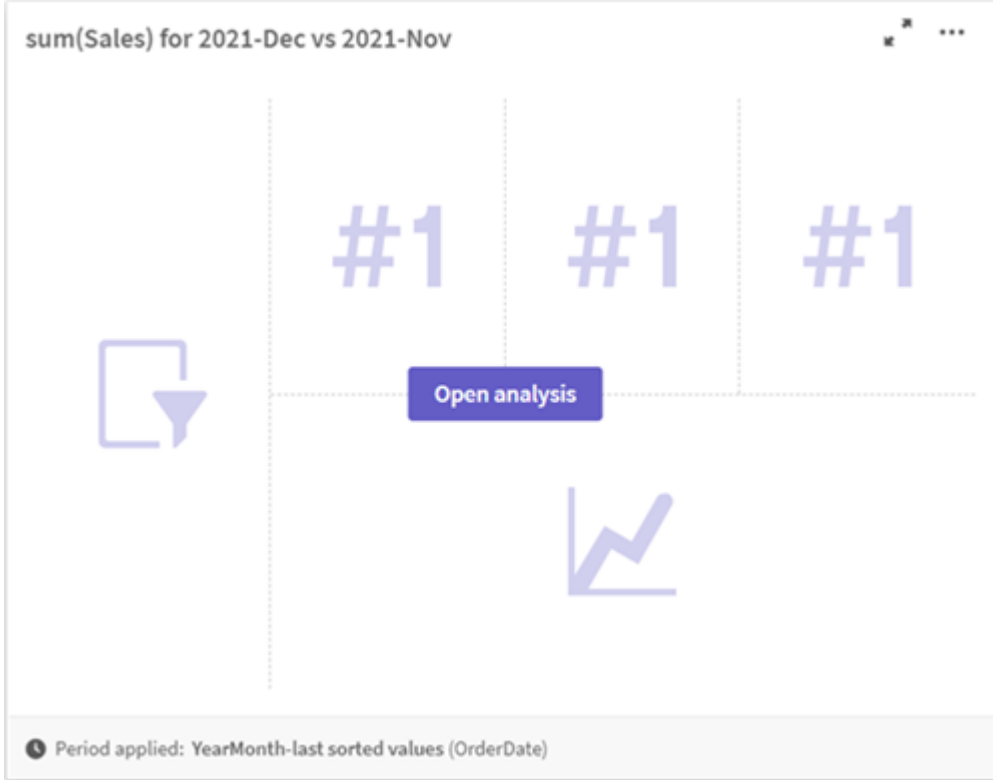 sum(Sales) for 2021-Dec vs 2021-Nov
#1 #1 #1
Open analysis
Period applied: YearMonth-last sorted values (OrderDate)